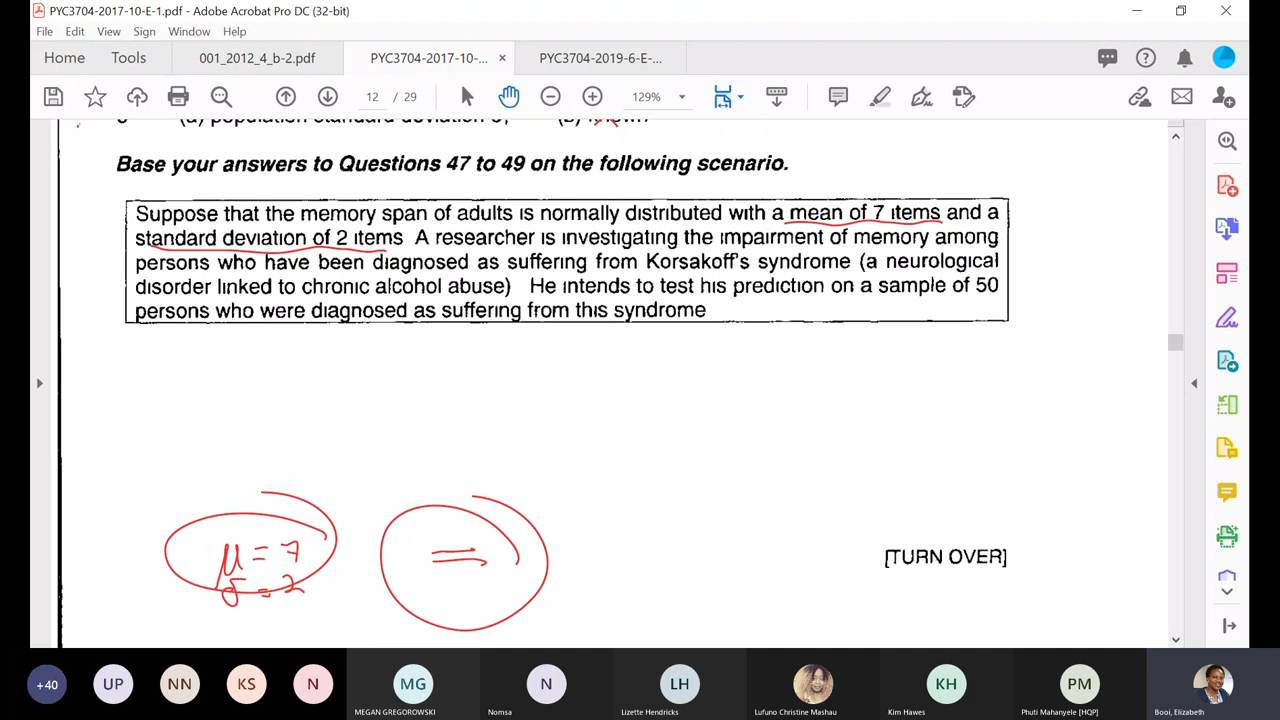 PYC3704-2017-10-E-1.pdf - Adobe Acrobat Pro DC (32-bit)
File Edit View Sign Window Help
Home Tools 001_2012_4_b-2.pdf PYC3704-2017-10-... × PYC3704-2019-6-E-...
12 / 29 129%
(a) population standard deviation
Base your answers to Questions 47 to 49 on the following scenario.
Suppose that the memory span of adults is normally distributed with a mean of 7 items and a
standard deviation of 2 items A researcher is investigating the impairment of memory among
persons who have been diagnosed as suffering from Korsakoff's syndrome (a neurological
disorder linked to chronic alcohol abuse) He intends to test his prediction on a sample of 50
persons who were diagnosed as suffering from this syndrome
μ = 7
σ = 2
=
[TURN OVER]
+40 UP NN KS N MG N LH KH PM
MEGAN GREGOROWSKI Nomsa Lizette Hendricks Lufuno Christine Mashau Kim Hawes Phuti Mahanyele [HQP] Booi, Elizabeth